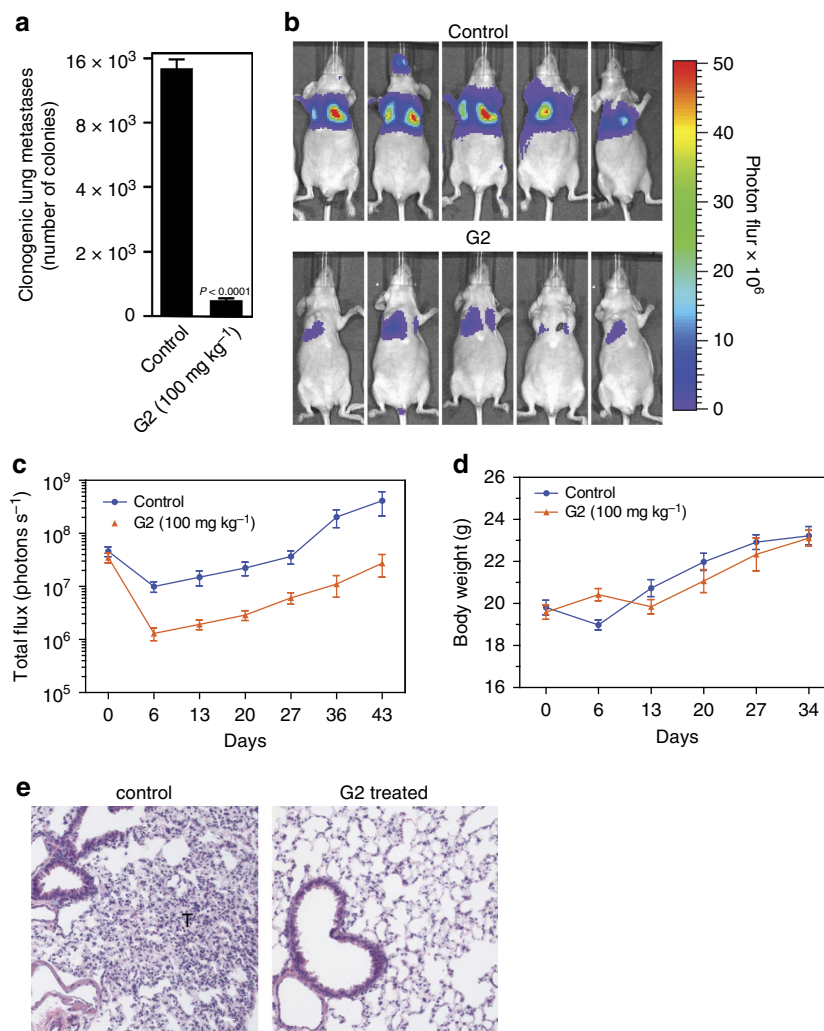 a
Clonogenic lung metastases
(number of colonies)
16 × 10³
8 × 10³
4 × 10³
2 × 10³
0
P < 0.0001
Control
G2 (100 mg kg⁻¹)
b
Control
G2
50
40
30
20
10
0
Photon flur × 10⁶
c
Total flux (photons s⁻¹)
10⁹
10⁸
10⁷
10⁶
10⁵
Control
G2 (100 mg kg⁻¹)
0 6 13 20 27 36 43
Days
d
Body weight (g)
26
24
22
20
18
16
Control
G2 (100 mg kg⁻¹)
0 6 13 20 27 34
Days
e
control
G2 treated
T